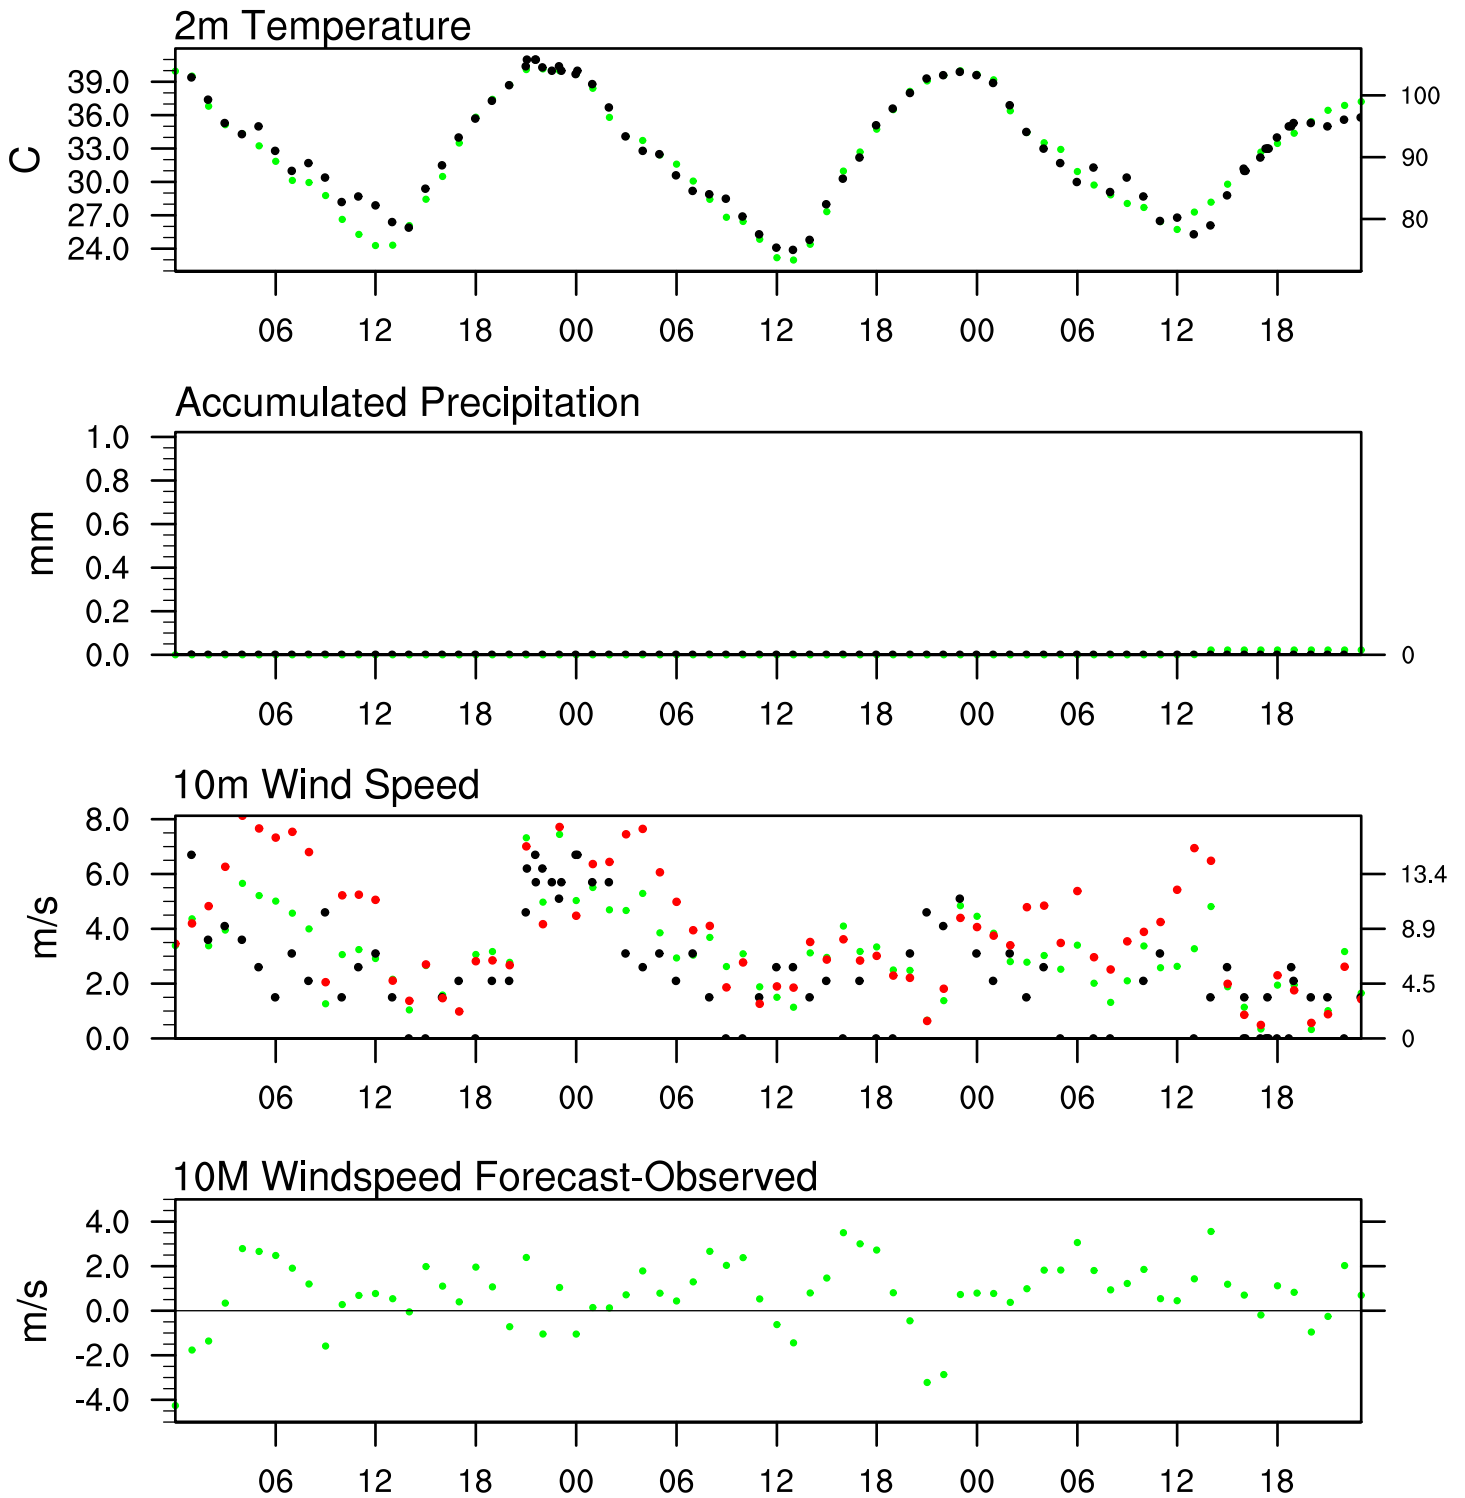 2m Temperature
39.0
36.0
33.0
30.0
27.0
24.0
C
100
90
80
06 12 18 00 06 12 18 00 06 12 18
Accumulated Precipitation
1.0
0.8
0.6
0.4
0.2
0.0
mm
0
06 12 18 00 06 12 18 00 06 12 18
10m Wind Speed
8.0
6.0
4.0
2.0
0.0
m/s
13.4
8.9
4.5
0
06 12 18 00 06 12 18 00 06 12 18
10M Windspeed Forecast-Observed
4.0
2.0
0.0
-2.0
-4.0
m/s
06 12 18 00 06 12 18 00 06 12 18